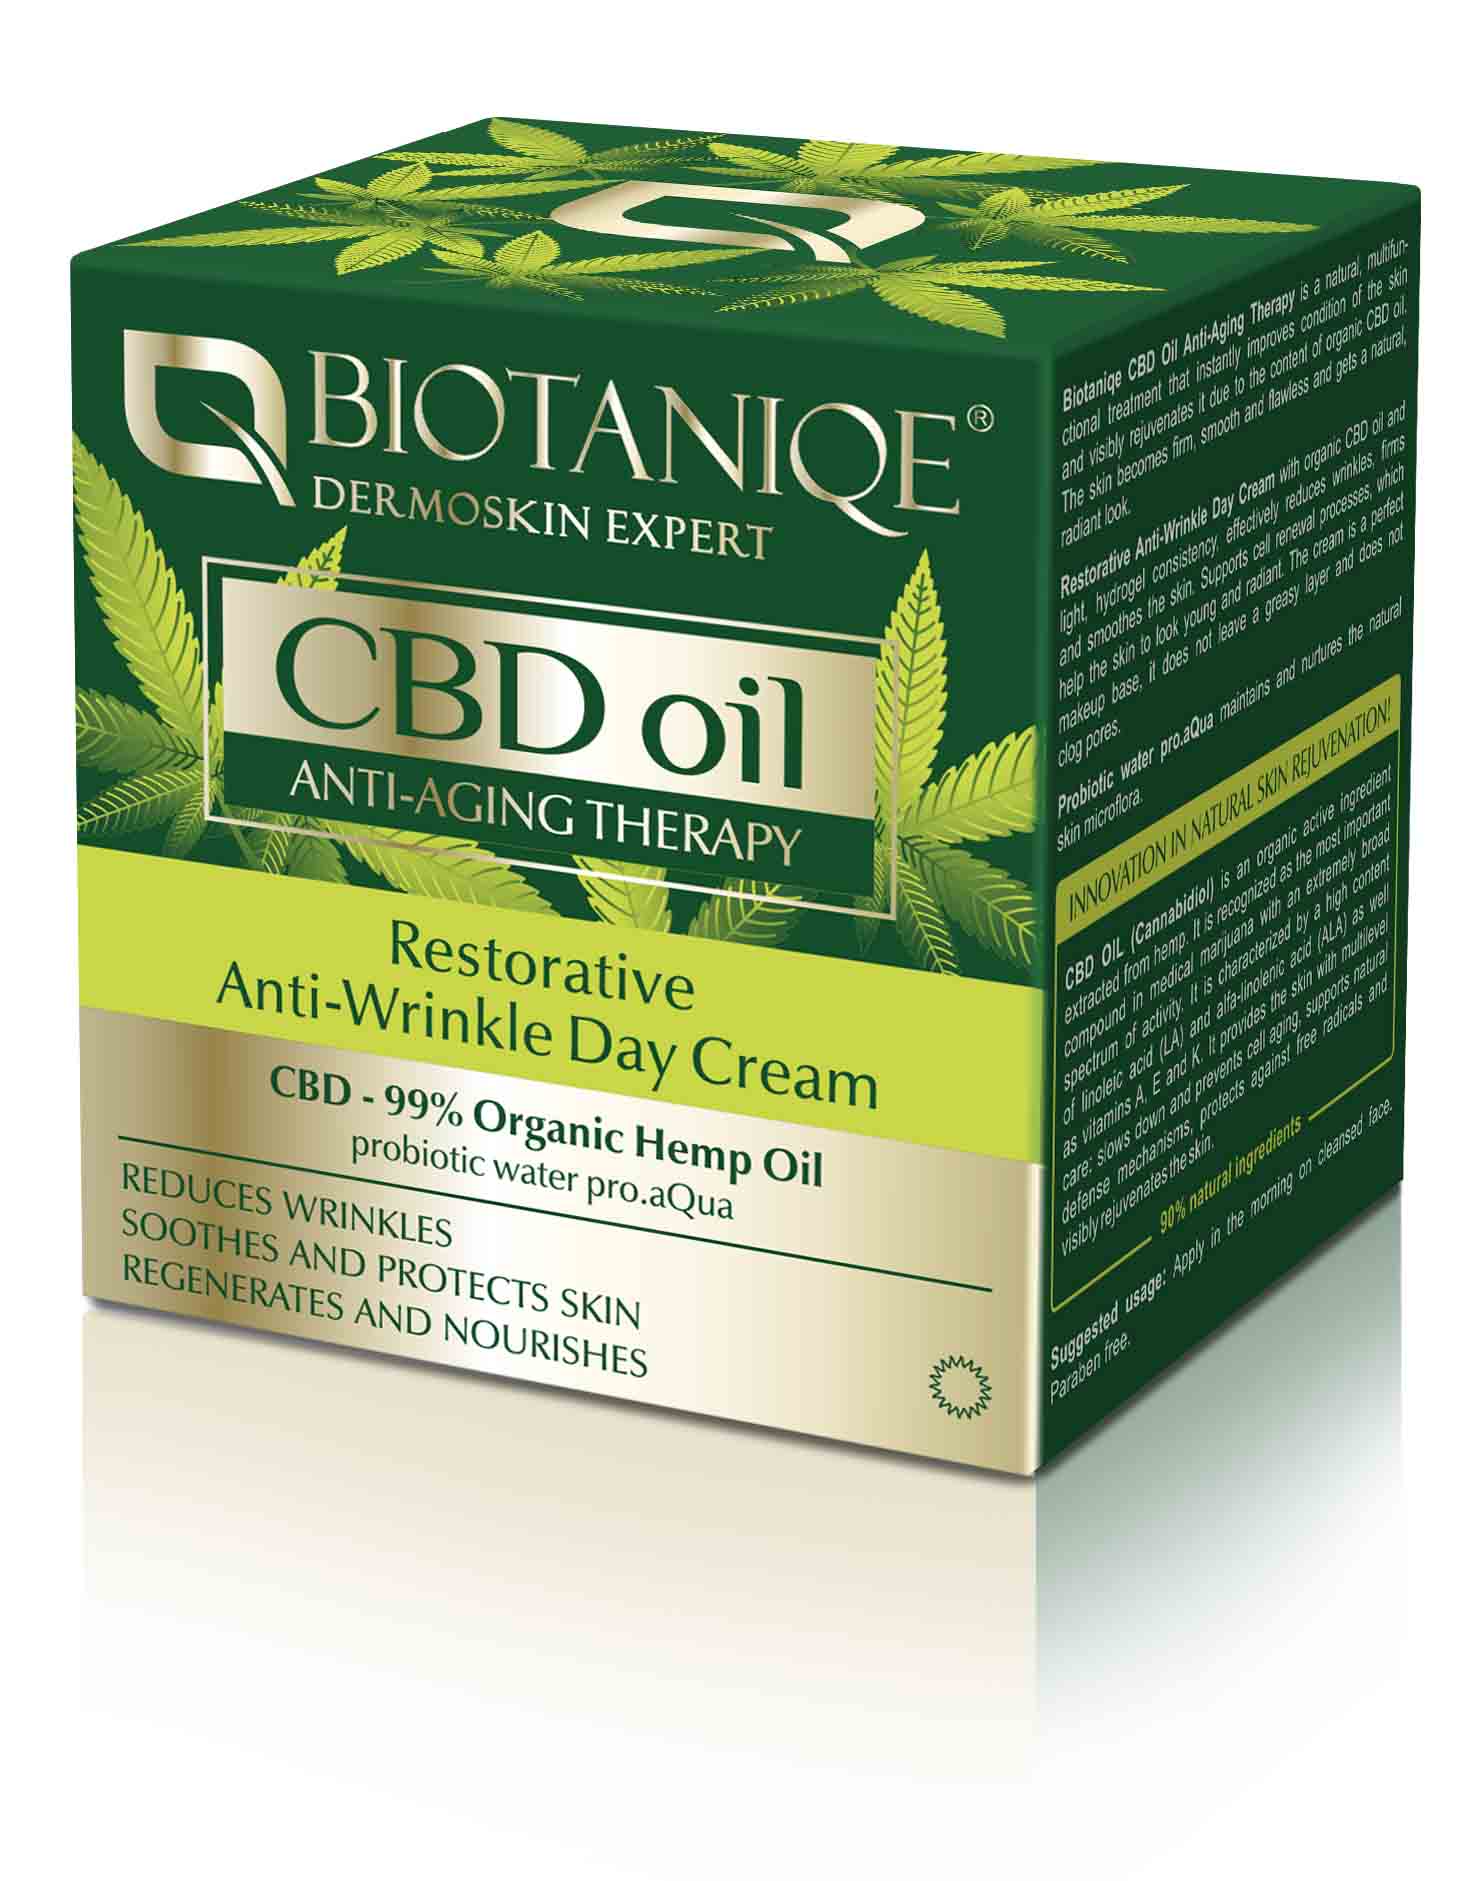 BIOTANIQE®
DERMOSKIN EXPERT
CBD oil
ANTI-AGING THERAPY
Restorative
Anti-Wrinkle Day Cream
CBD - 99% Organic Hemp Oil
probiotic water pro.aQua
REDUCES WRINKLES
SOOTHES AND PROTECTS SKIN
REGENERATES AND NOURISHES
Biotaniqe CBD Oil Anti-Aging Therapy is a natural, multifun-
ctional treatment that instantly improves condition of the skin
and visibly rejuvenates it due to the content of organic CBD oil.
The skin becomes firm, smooth and flawless and gets a natural,
radiant look.
Restorative Anti-Wrinkle Day Cream with organic CBD oil and
light, hydrogel consistency, effectively reduces wrinkles, firms
and smoothes the skin. Supports cell renewal processes, which
help the skin to look young and radiant. The cream is a perfect
makeup base, it does not leave a greasy layer and does not
clog pores.
Probiotic water pro.aQua maintains and nurtures the natural
skin microflora.
INNOVATION IN NATURAL SKIN REJUVENATION!
CBD OIL (Cannabidiol) is an organic active ingredient
extracted from hemp. It is recognized as the most important
compound in medical marijuana with an extremely broad
spectrum of activity. It is characterized by a high content
of linoleic acid (LA) and alfa-linolenic acid (ALA) as well
as vitamins A, E and K. It provides the skin with multilevel
care: slows down and prevents cell aging, supports natural
defense mechanisms, protects against free radicals and
visibly rejuvenates the skin.
90% natural ingredients
Suggested usage: Apply in the morning on cleansed face.
Paraben free.